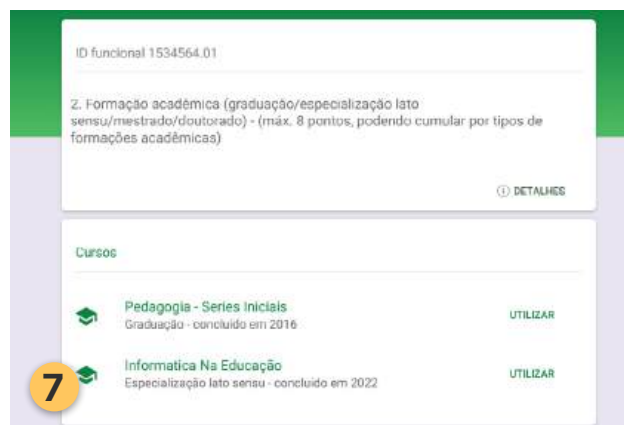 ID funcional 1534564.01
2. Formação acadêmica (graduação/especialização lato
sensu/mestrado/doutorado) - (máx. 8 pontos, podendo cumular por tipos de
formações acadêmicas)
DETALHES
Cursos
Pedagogia - Series Iniciais
Graduação - concluido em 2016
UTILIZAR
Informatica Na Educação
Especialização lato sensu - concluido em 2022
UTILIZAR
7